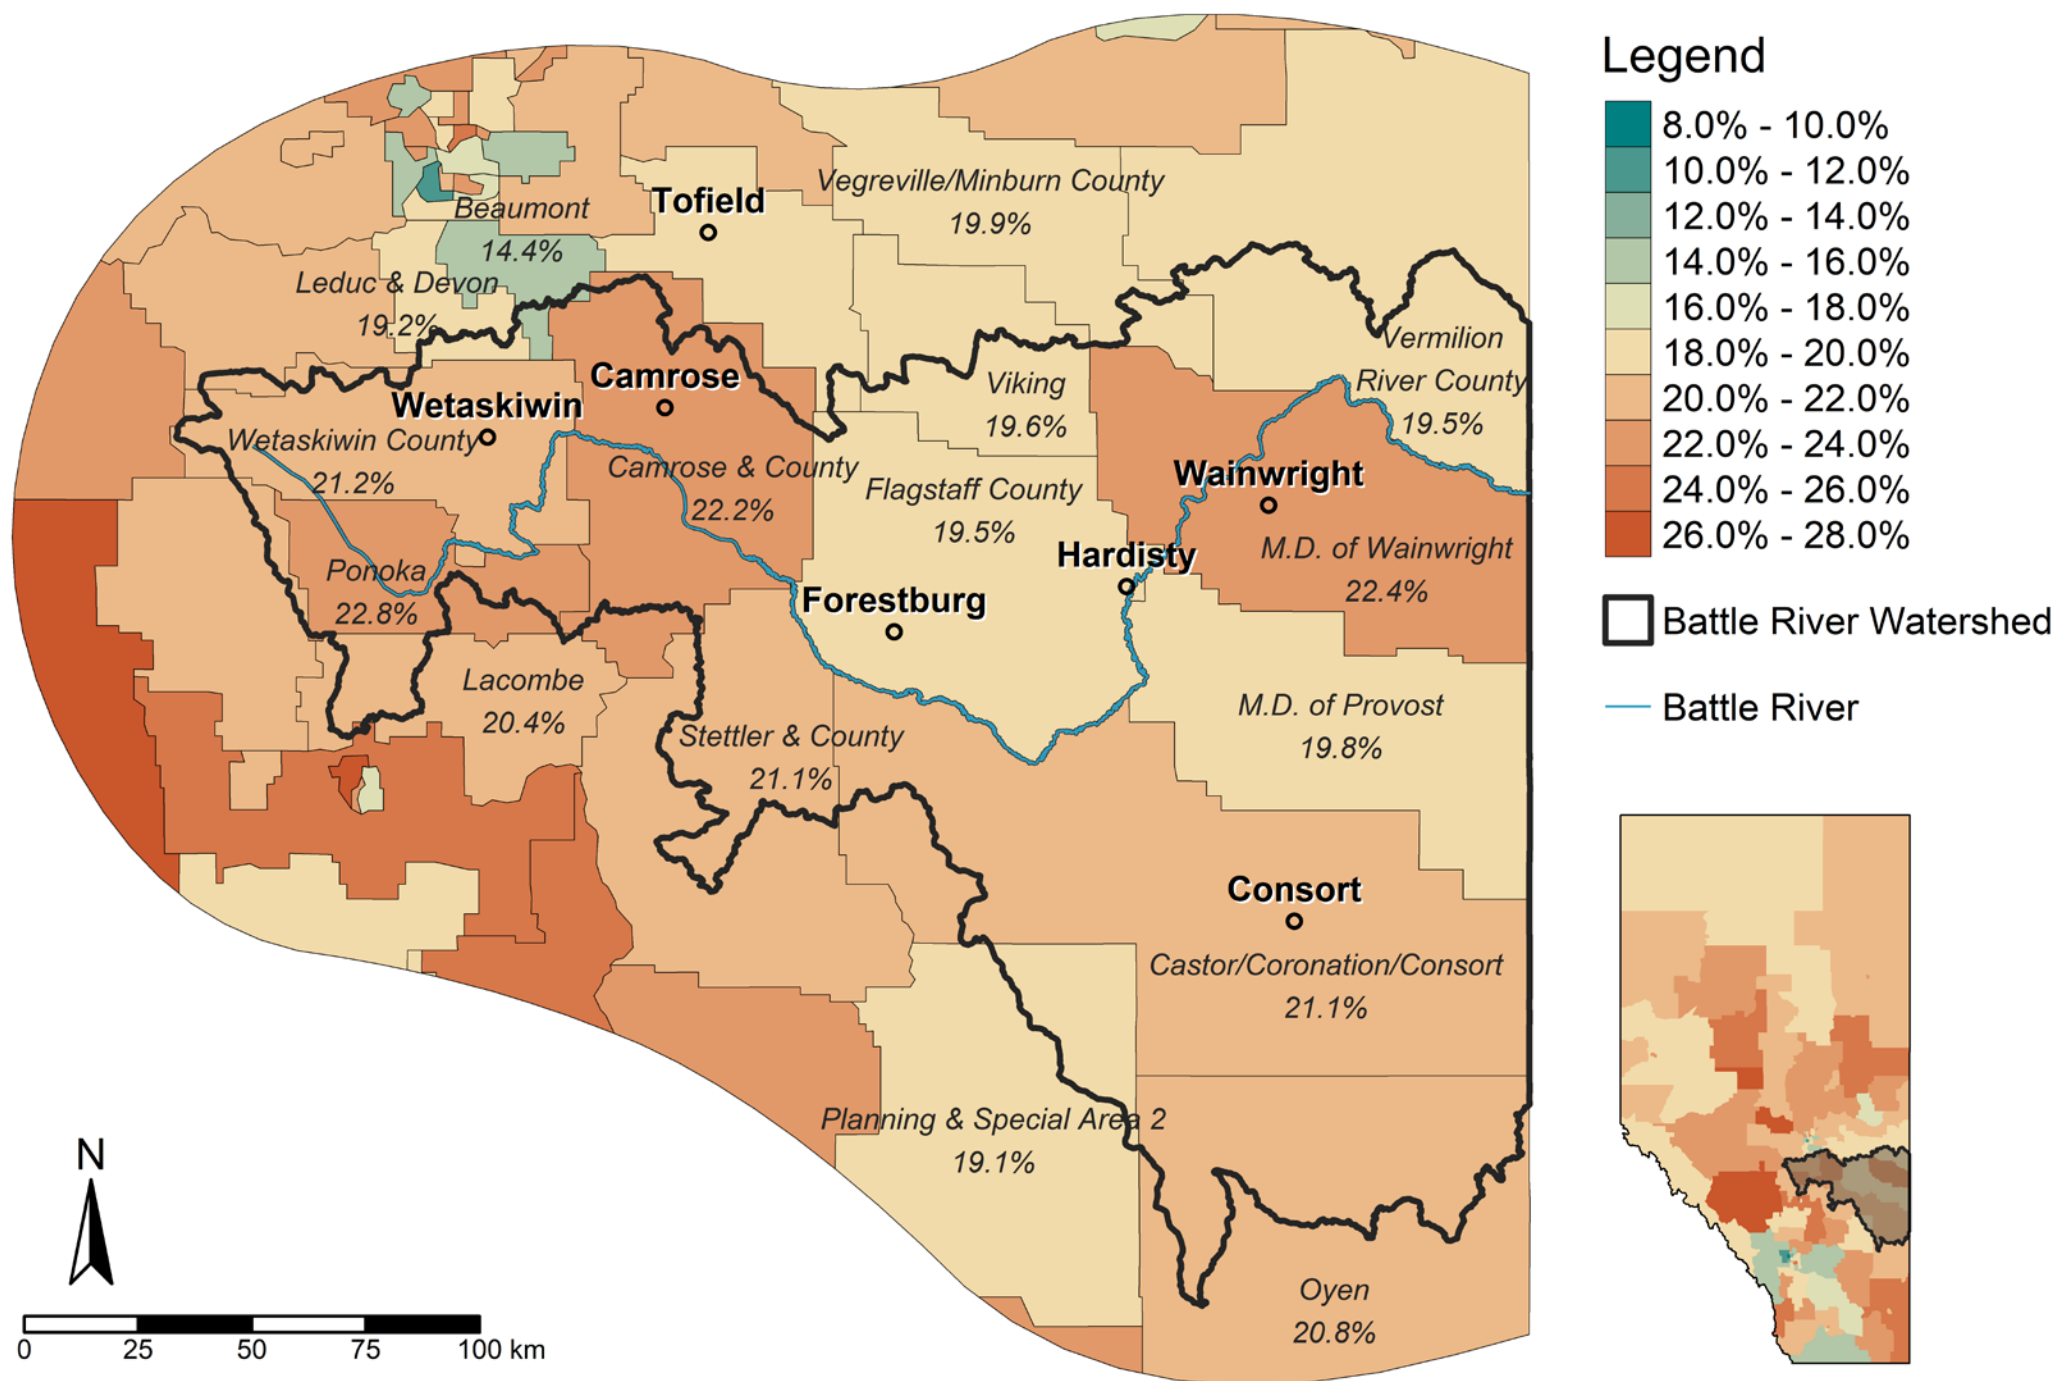 Legend
8.0% - 10.0%
10.0% - 12.0%
12.0% - 14.0%
14.0% - 16.0%
16.0% - 18.0%
18.0% - 20.0%
20.0% - 22.0%
22.0% - 24.0%
24.0% - 26.0%
26.0% - 28.0%
Battle River Watershed
Battle River
Vegreville/Minburn County
19.9%
Tofield
Beaumont
14.4%
Leduc & Devon
19.2%
Vermilion
River County
19.5%
Camrose
Viking
19.6%
Wetaskiwin
Wetaskiwin County
21.2%
Camrose & County
22.2%
Flagstaff County
19.5%
Wainwright
M.D. of Wainwright
22.4%
Hardisty
Ponoka
22.8%
Forestburg
Lacombe
20.4%
Stettler & County
21.1%
M.D. of Provost
19.8%
Consort
Castor/Coronation/Consort
21.1%
Planning & Special Area 2
19.1%
Oyen
20.8%
N
0 25 50 75 100 km